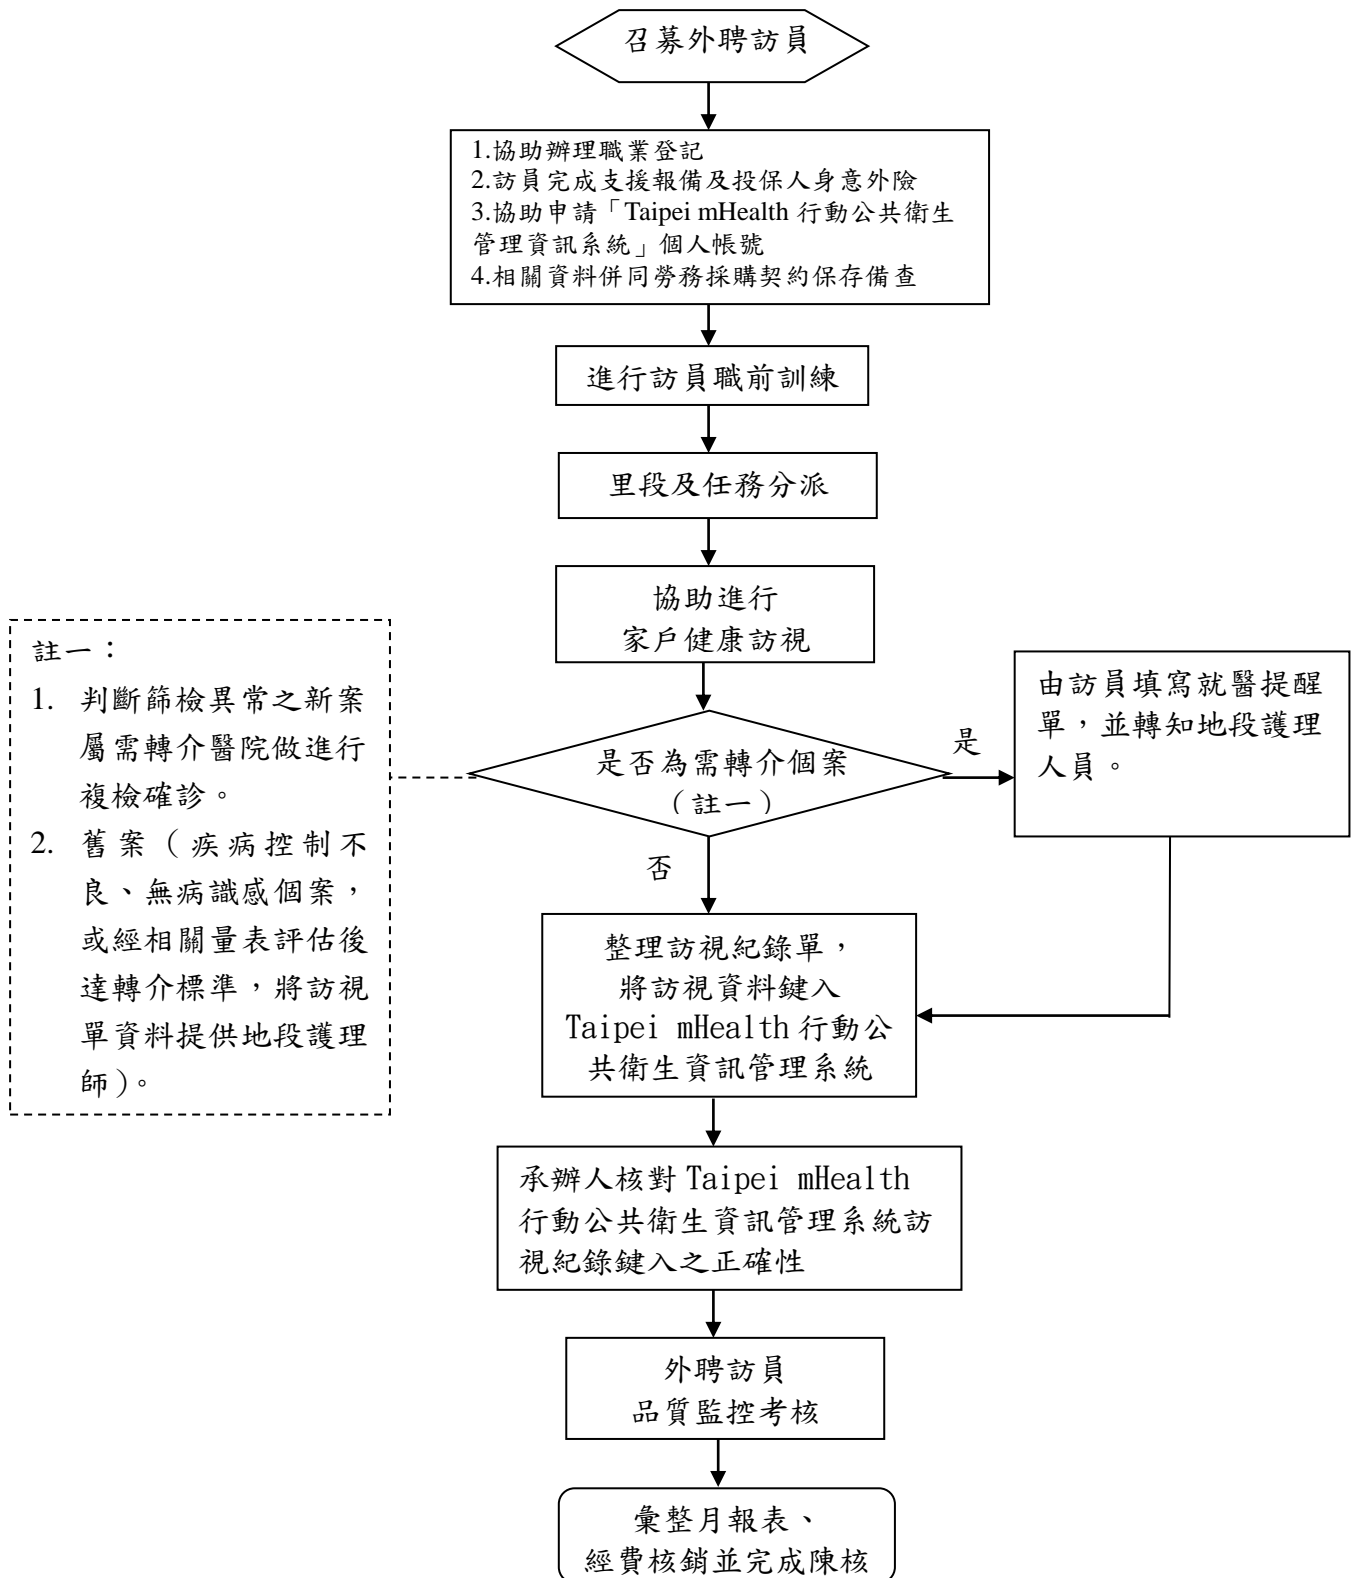 召募外聘訪員
1.協助辦理職業登記
2.訪員完成支援報備及投保人身意外險
3.協助申請「Taipei mHealth 行動公共衛生
管理資訊系統」個人帳號
4.相關資料併同勞務採購契約保存備查
進行訪員職前訓練
里段及任務分派
協助進行
家戶健康訪視
註一：
1. 判斷篩檢異常之新案
屬需轉介醫院做進行
複檢確診。
2. 舊案（疾病控制不
良、無病識感個案，
或經相關量表評估後
達轉介標準，將訪視
單資料提供地段護理
師）。
是否為需轉介個案
（註一）
是
由訪員填寫就醫提醒
單，並轉知地段護理
人員。
否
整理訪視紀錄單，
將訪視資料鍵入
Taipei mHealth 行動公
共衛生資訊管理系統
承辦人核對 Taipei mHealth
行動公共衛生資訊管理系統訪
視紀錄鍵入之正確性
外聘訪員
品質監控考核
彙整月報表、
經費核銷並完成陳核